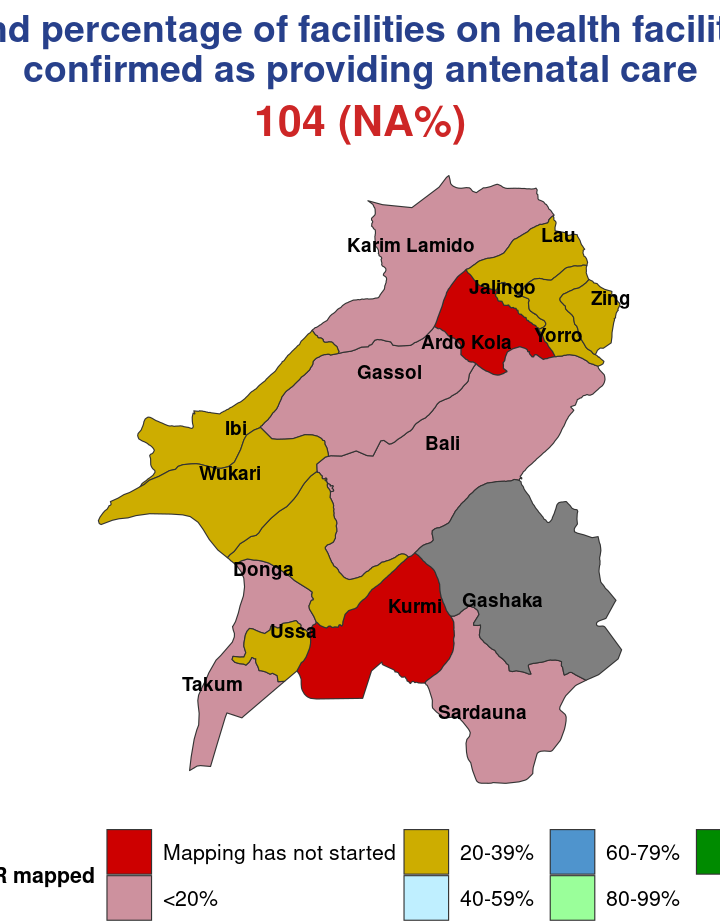 nd percentage of facilities on health facilit
confirmed as providing antenatal care
104 (NA%)
Karim Lamido
Lau
Jalingo
Zing
Ardo Kola
Yorro
Gassol
Ibi
Bali
Wukari
Donga
Gashaka
Kurmi
Ussa
Takum
Sardauna
R mapped
Mapping has not started
20-39%
60-79%
<20%
40-59%
80-99%